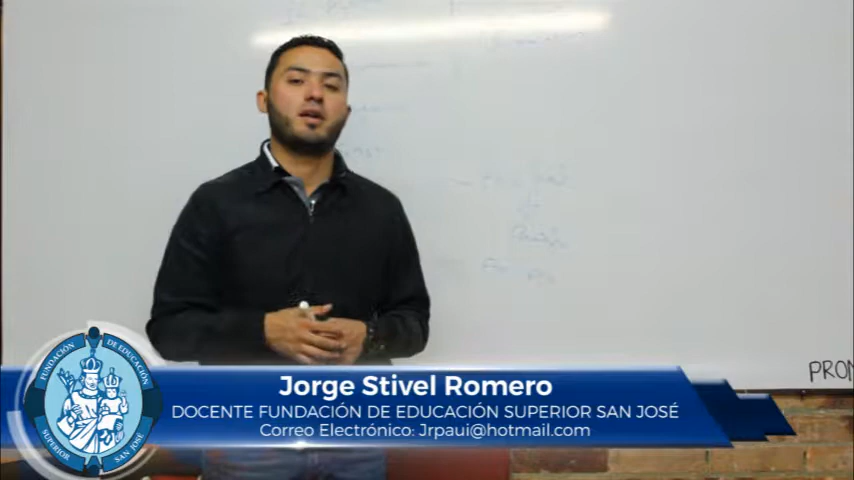 PRON
Jorge Stivel Romero
DOCENTE FUNDACIÓN DE EDUCACIÓN SUPERIOR SAN JOSÉ
Correo Electrónico: Jrpaui@hotmail.com
FUNDACIÓN DE EDUCACIÓN
SUPERIOR SAN JOSÉ